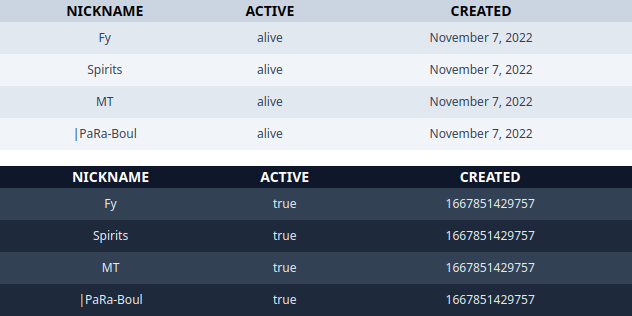 NICKNAME ACTIVE CREATED
Fy alive November 7, 2022
Spirits alive November 7, 2022
MT alive November 7, 2022
|PaRa-Boul alive November 7, 2022
NICKNAME ACTIVE CREATED
Fy true 1667851429757
Spirits true 1667851429757
MT true 1667851429757
|PaRa-Boul true 1667851429757